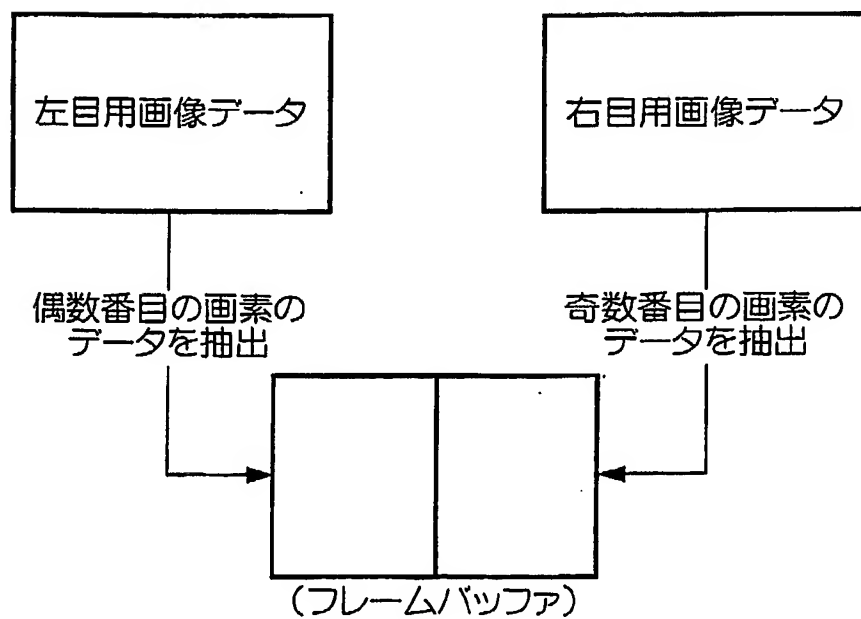 左目用画像データ
右目用画像データ
偶数番目の画素の
データを抽出
奇数番目の画素の
データを抽出
(フレームバッファ)